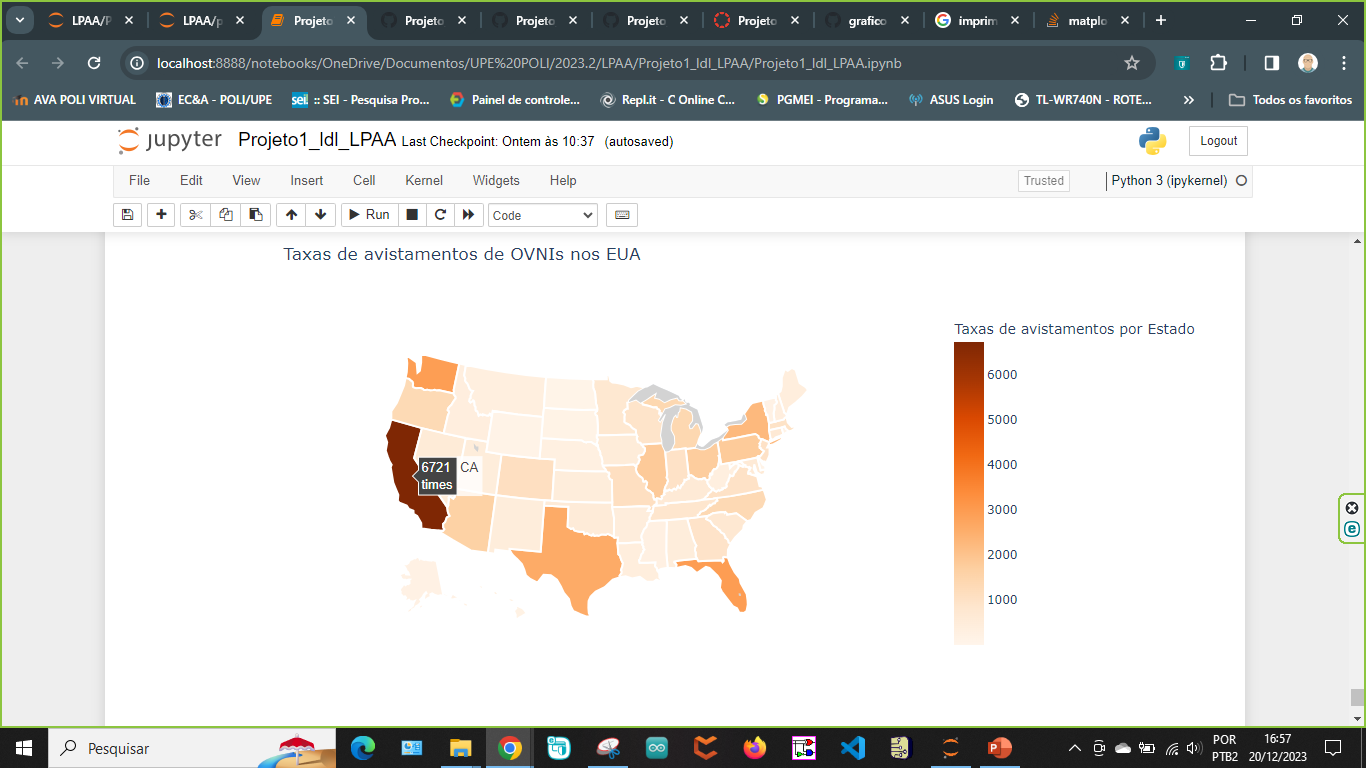 LPAA/P
LPAA/p
Projeto
Projeto
Projeto
Projeto
Projeto
grafico
imprim
matplo
localhost:8888/notebooks/OneDrive/Documentos/UPE%20POLI/2023.2/LPAA/Projeto1_IdI_LPAA/Projeto1_IdI_LPAA.ipynb
AVA POLI VIRTUAL
EC&A - POLI/UPE
sei! :: SEI - Pesquisa Pro...
Painel de controle...
Repl.it - C Online C...
PGMEI - Programa...
ASUS Login
TL-WR740N - ROTE...
Todos os favoritos
jupyter Projeto1_IdI_LPAA Last Checkpoint: Ontem às 10:37 (autosaved)
Logout
File Edit View Insert Cell Kernel Widgets Help
Trusted
Python 3 (ipykernel)
Run
Code
Taxas de avistamentos de OVNIs nos EUA
Taxas de avistamentos por Estado
6000
5000
4000
3000
2000
1000
6721 CA
times
Pesquisar
POR
PTB2
16:57
20/12/2023